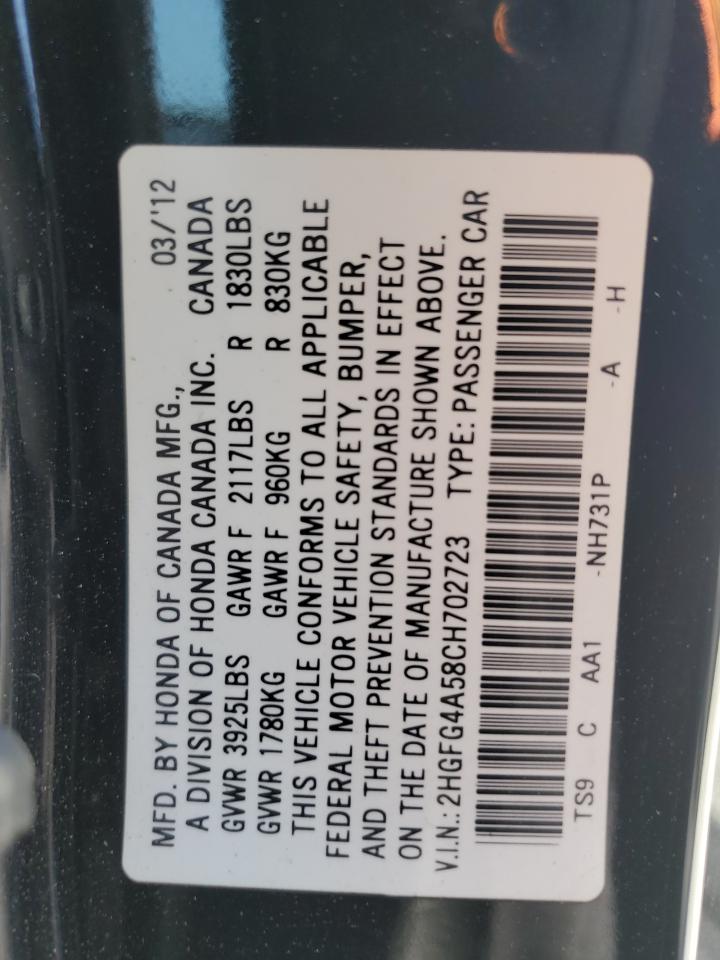 MFD. BY HONDA OF CANADA MFG., 03/'12
A DIVISION OF HONDA CANADA INC. CANADA
GVWR 3925LBS GAWR F 2117LBS R 1830LBS
GVWR 1780KG GAWR F 960KG R 830KG
THIS VEHICLE CONFORMS TO ALL APPLICABLE
FEDERAL MOTOR VEHICLE SAFETY, BUMPER,
AND THEFT PREVENTION STANDARDS IN EFFECT
ON THE DATE OF MANUFACTURE SHOWN ABOVE.
V.I.N.: 2HGFG4A58CH702723 TYPE: PASSENGER CAR
TS9 C AA1 -NH731P -A -H